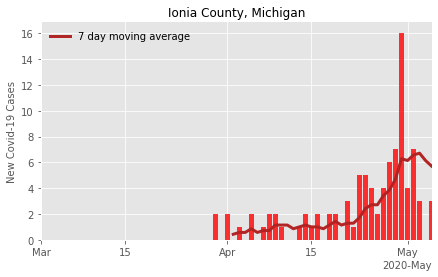 Ionia County, Michigan
7 day moving average
New Covid-19 Cases
16
14
12
10
8
6
4
2
0
Mar 15 Apr 15 May
2020-May